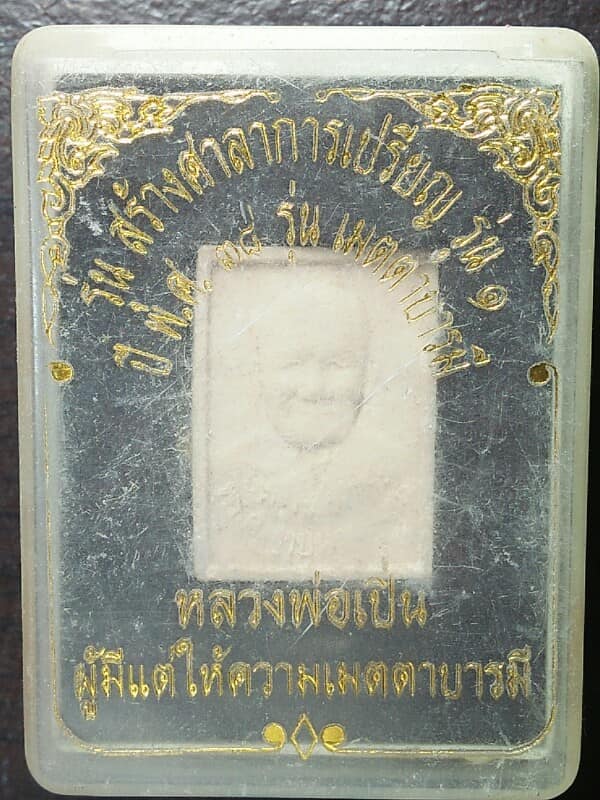 รุ่น สร้างศาลาการเปรียญ รุ่น ๑
ปี พ.ศ. ๓๘ รุ่น เมตตาบารมี
หลวงพ่อเปิ่น
ผู้มีแต่ให้ความเมตตาบารมี